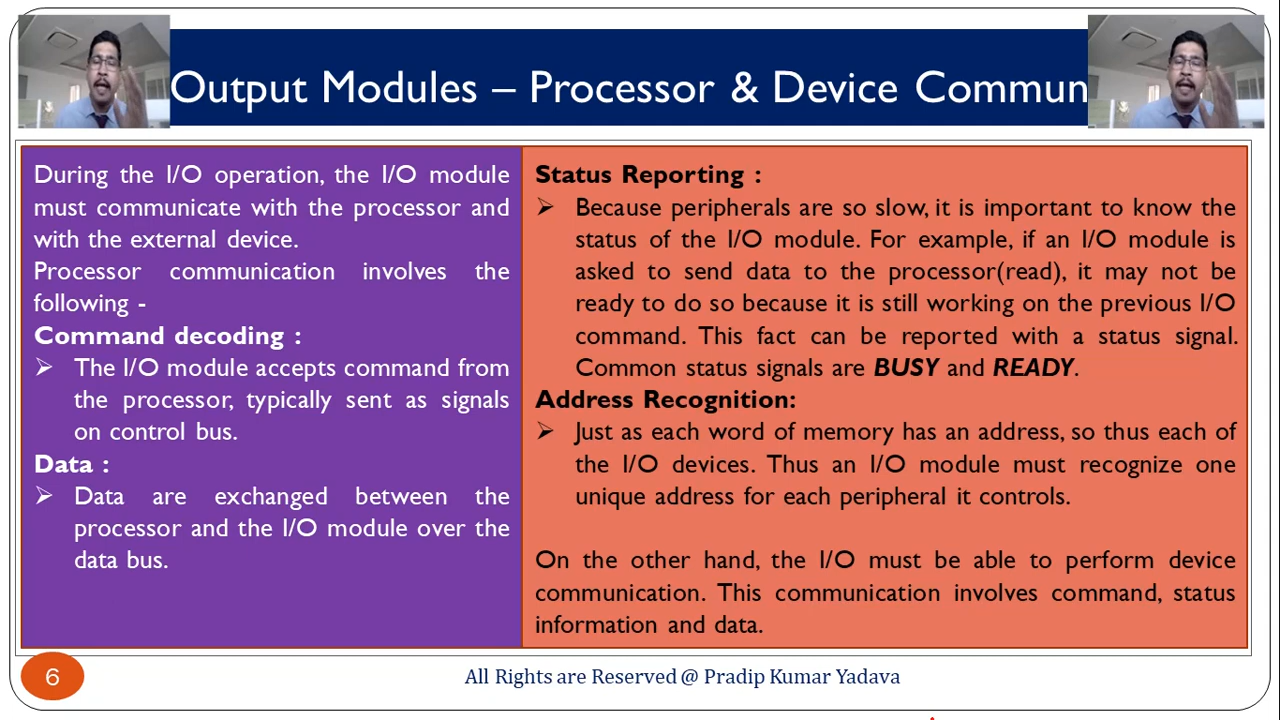 Output Modules – Processor & Device Commun
During the I/O operation, the I/O module
must communicate with the processor and
with the external device.
Processor communication involves the
following -
Command decoding :
➢ The I/O module accepts command from
the processor, typically sent as signals
on control bus.
Data :
➢ Data are exchanged between the
processor and the I/O module over the
data bus.
Status Reporting :
➢ Because peripherals are so slow, it is important to know the
status of the I/O module. For example, if an I/O module is
asked to send data to the processor(read), it may not be
ready to do so because it is still working on the previous I/O
command. This fact can be reported with a status signal.
Common status signals are BUSY and READY.
Address Recognition:
➢ Just as each word of memory has an address, so thus each of
the I/O devices. Thus an I/O module must recognize one
unique address for each peripheral it controls.
On the other hand, the I/O must be able to perform device
communication. This communication involves command, status
information and data.
6
All Rights are Reserved @ Pradip Kumar Yadava